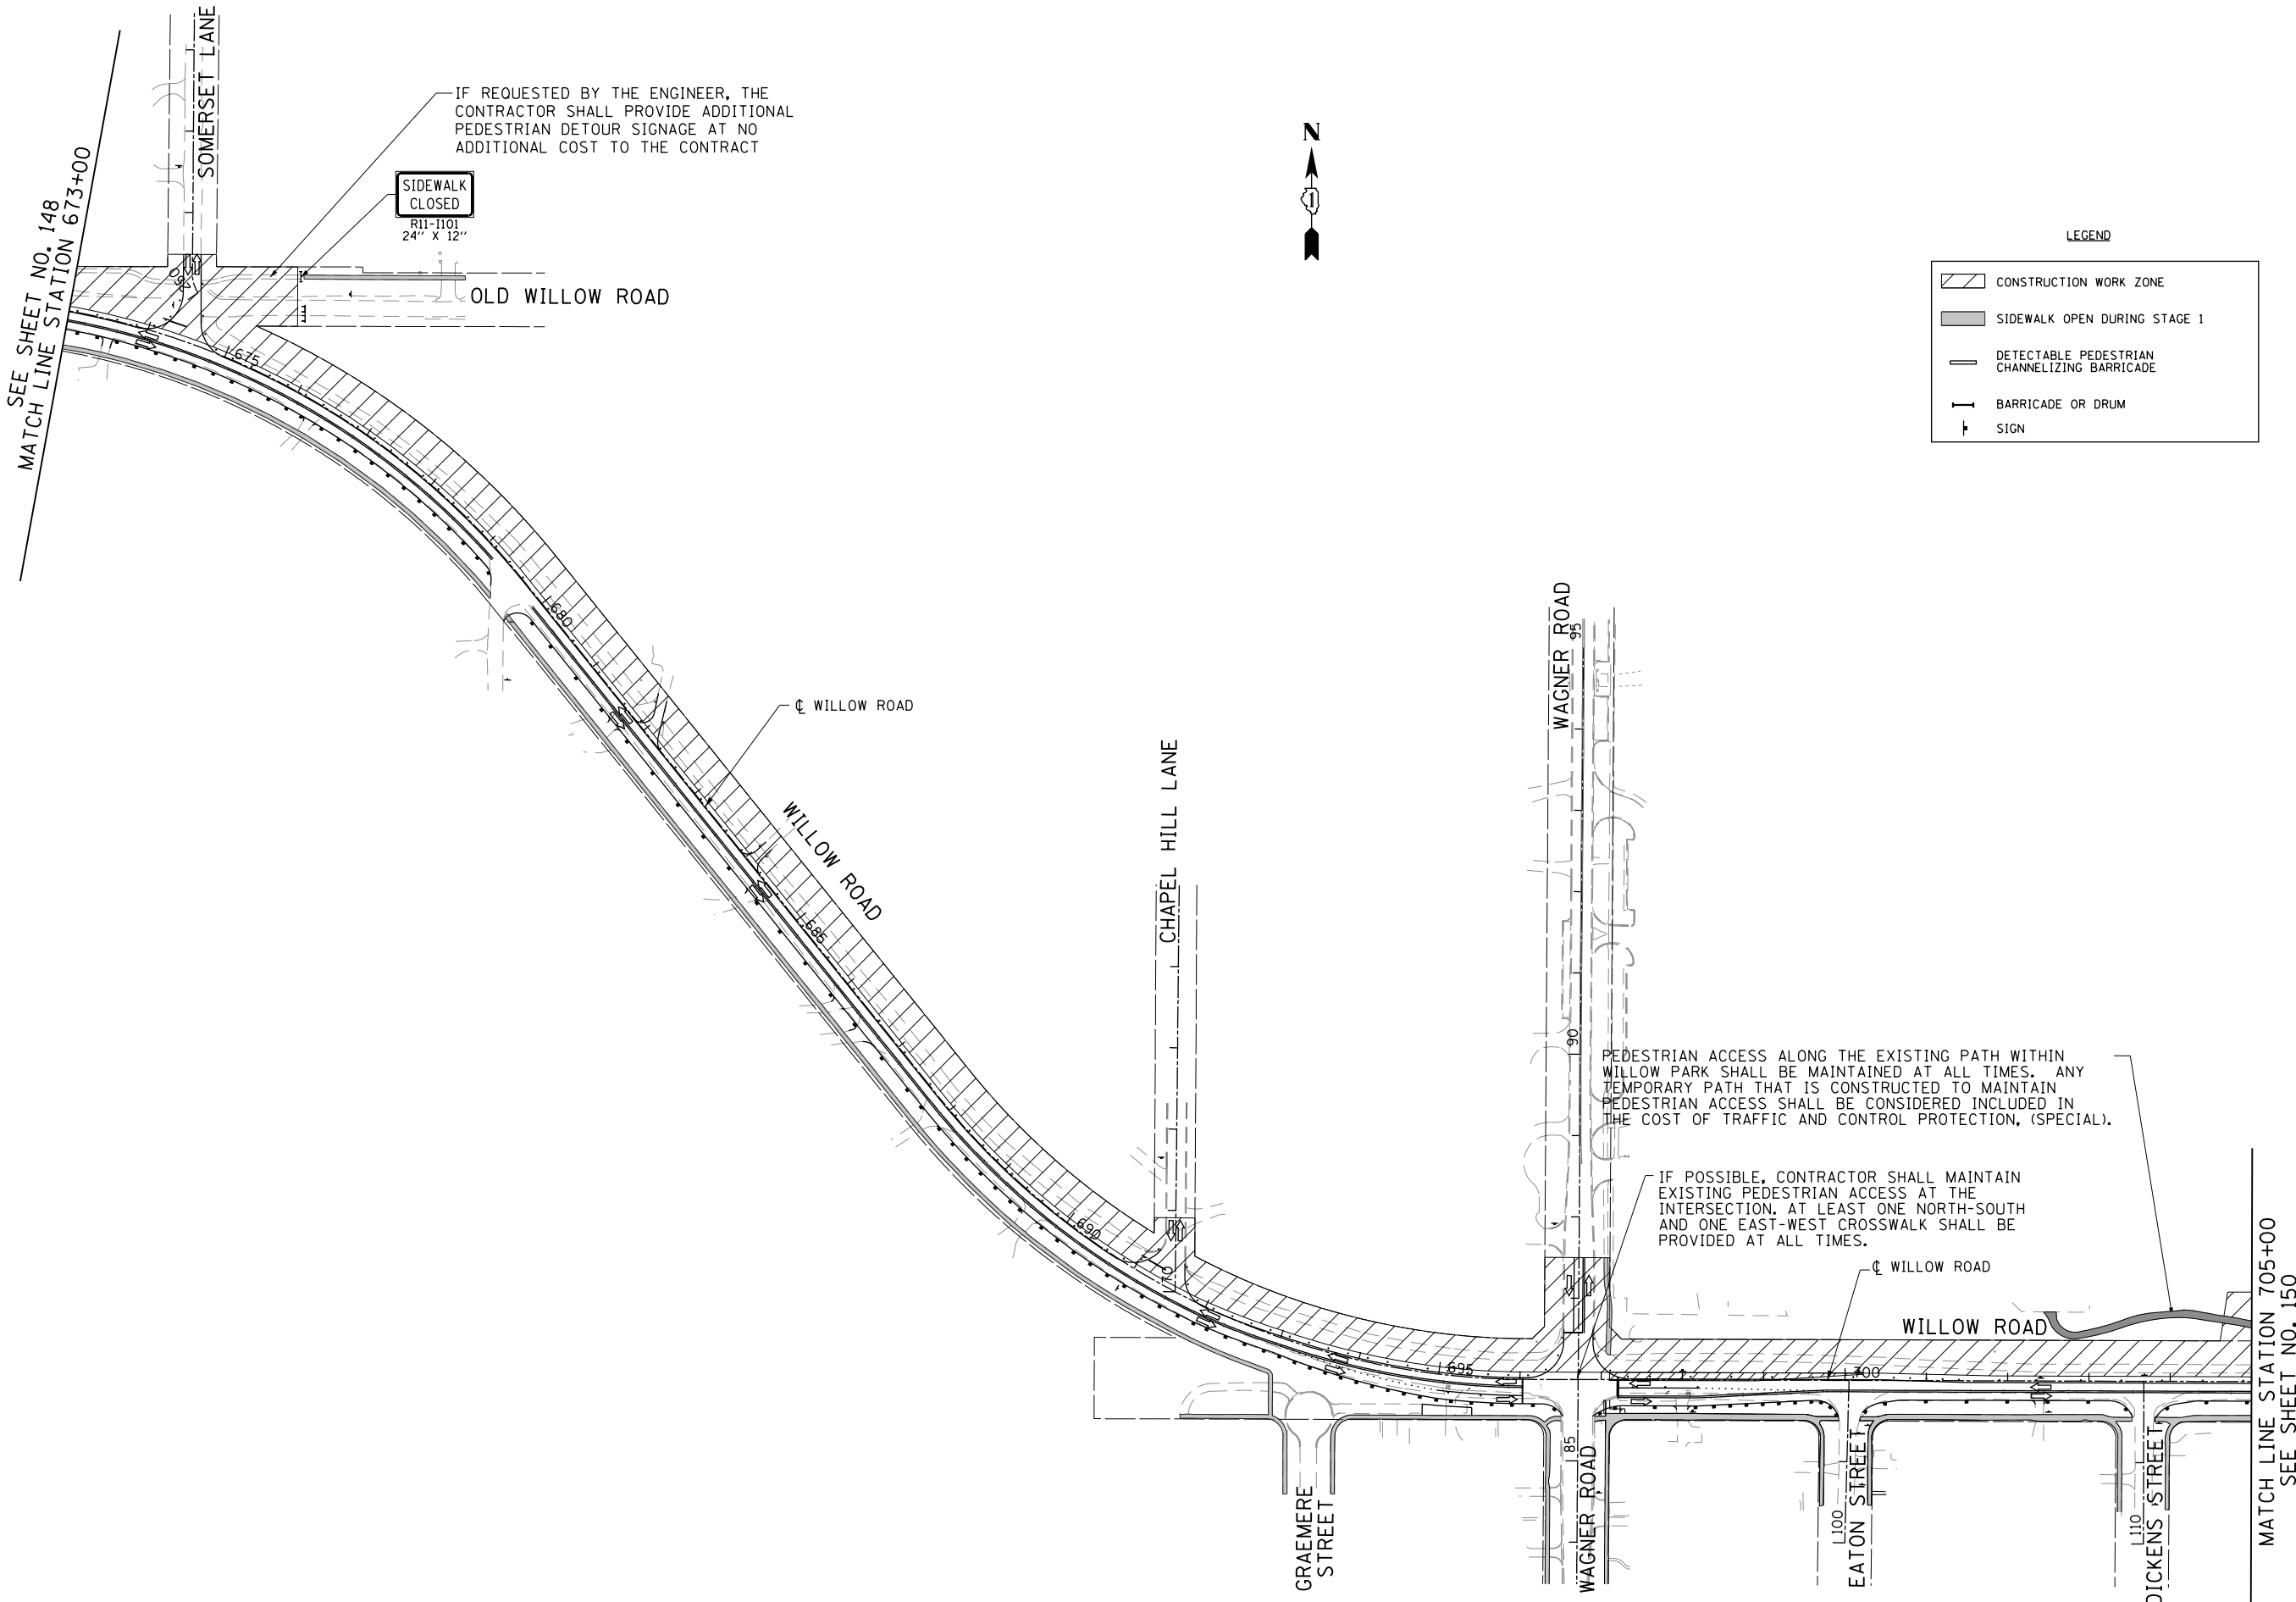 SOMERSET LANE
SEE SHEET NO. 148
MATCH LINE STATION 673+00
IF REQUESTED BY THE ENGINEER, THE
CONTRACTOR SHALL PROVIDE ADDITIONAL
PEDESTRIAN DETOUR SIGNAGE AT NO
ADDITIONAL COST TO THE CONTRACT
SIDEWALK
CLOSED
R11-I101
24" X 12"
OLD WILLOW ROAD
N
1
LEGEND
CONSTRUCTION WORK ZONE
SIDEWALK OPEN DURING STAGE 1
DETECTABLE PEDESTRIAN
CHANNELIZING BARRICADE
BARRICADE OR DRUM
SIGN
675
680
℄ WILLOW ROAD
WILLOW ROAD
685
CHAPEL HILL LANE
690
WAGNER ROAD
95
90
PEDESTRIAN ACCESS ALONG THE EXISTING PATH WITHIN
WILLOW PARK SHALL BE MAINTAINED AT ALL TIMES. ANY
TEMPORARY PATH THAT IS CONSTRUCTED TO MAINTAIN
PEDESTRIAN ACCESS SHALL BE CONSIDERED INCLUDED IN
THE COST OF TRAFFIC AND CONTROL PROTECTION, (SPECIAL).
IF POSSIBLE, CONTRACTOR SHALL MAINTAIN
EXISTING PEDESTRIAN ACCESS AT THE
INTERSECTION. AT LEAST ONE NORTH-SOUTH
AND ONE EAST-WEST CROSSWALK SHALL BE
PROVIDED AT ALL TIMES.
℄ WILLOW ROAD
WILLOW ROAD
695
700
85
GRAEMERE
STREET
WAGNER ROAD
100
EATON STREET
110
DICKENS STREET
MATCH LINE STATION 705+00
SEE SHEET NO. 150